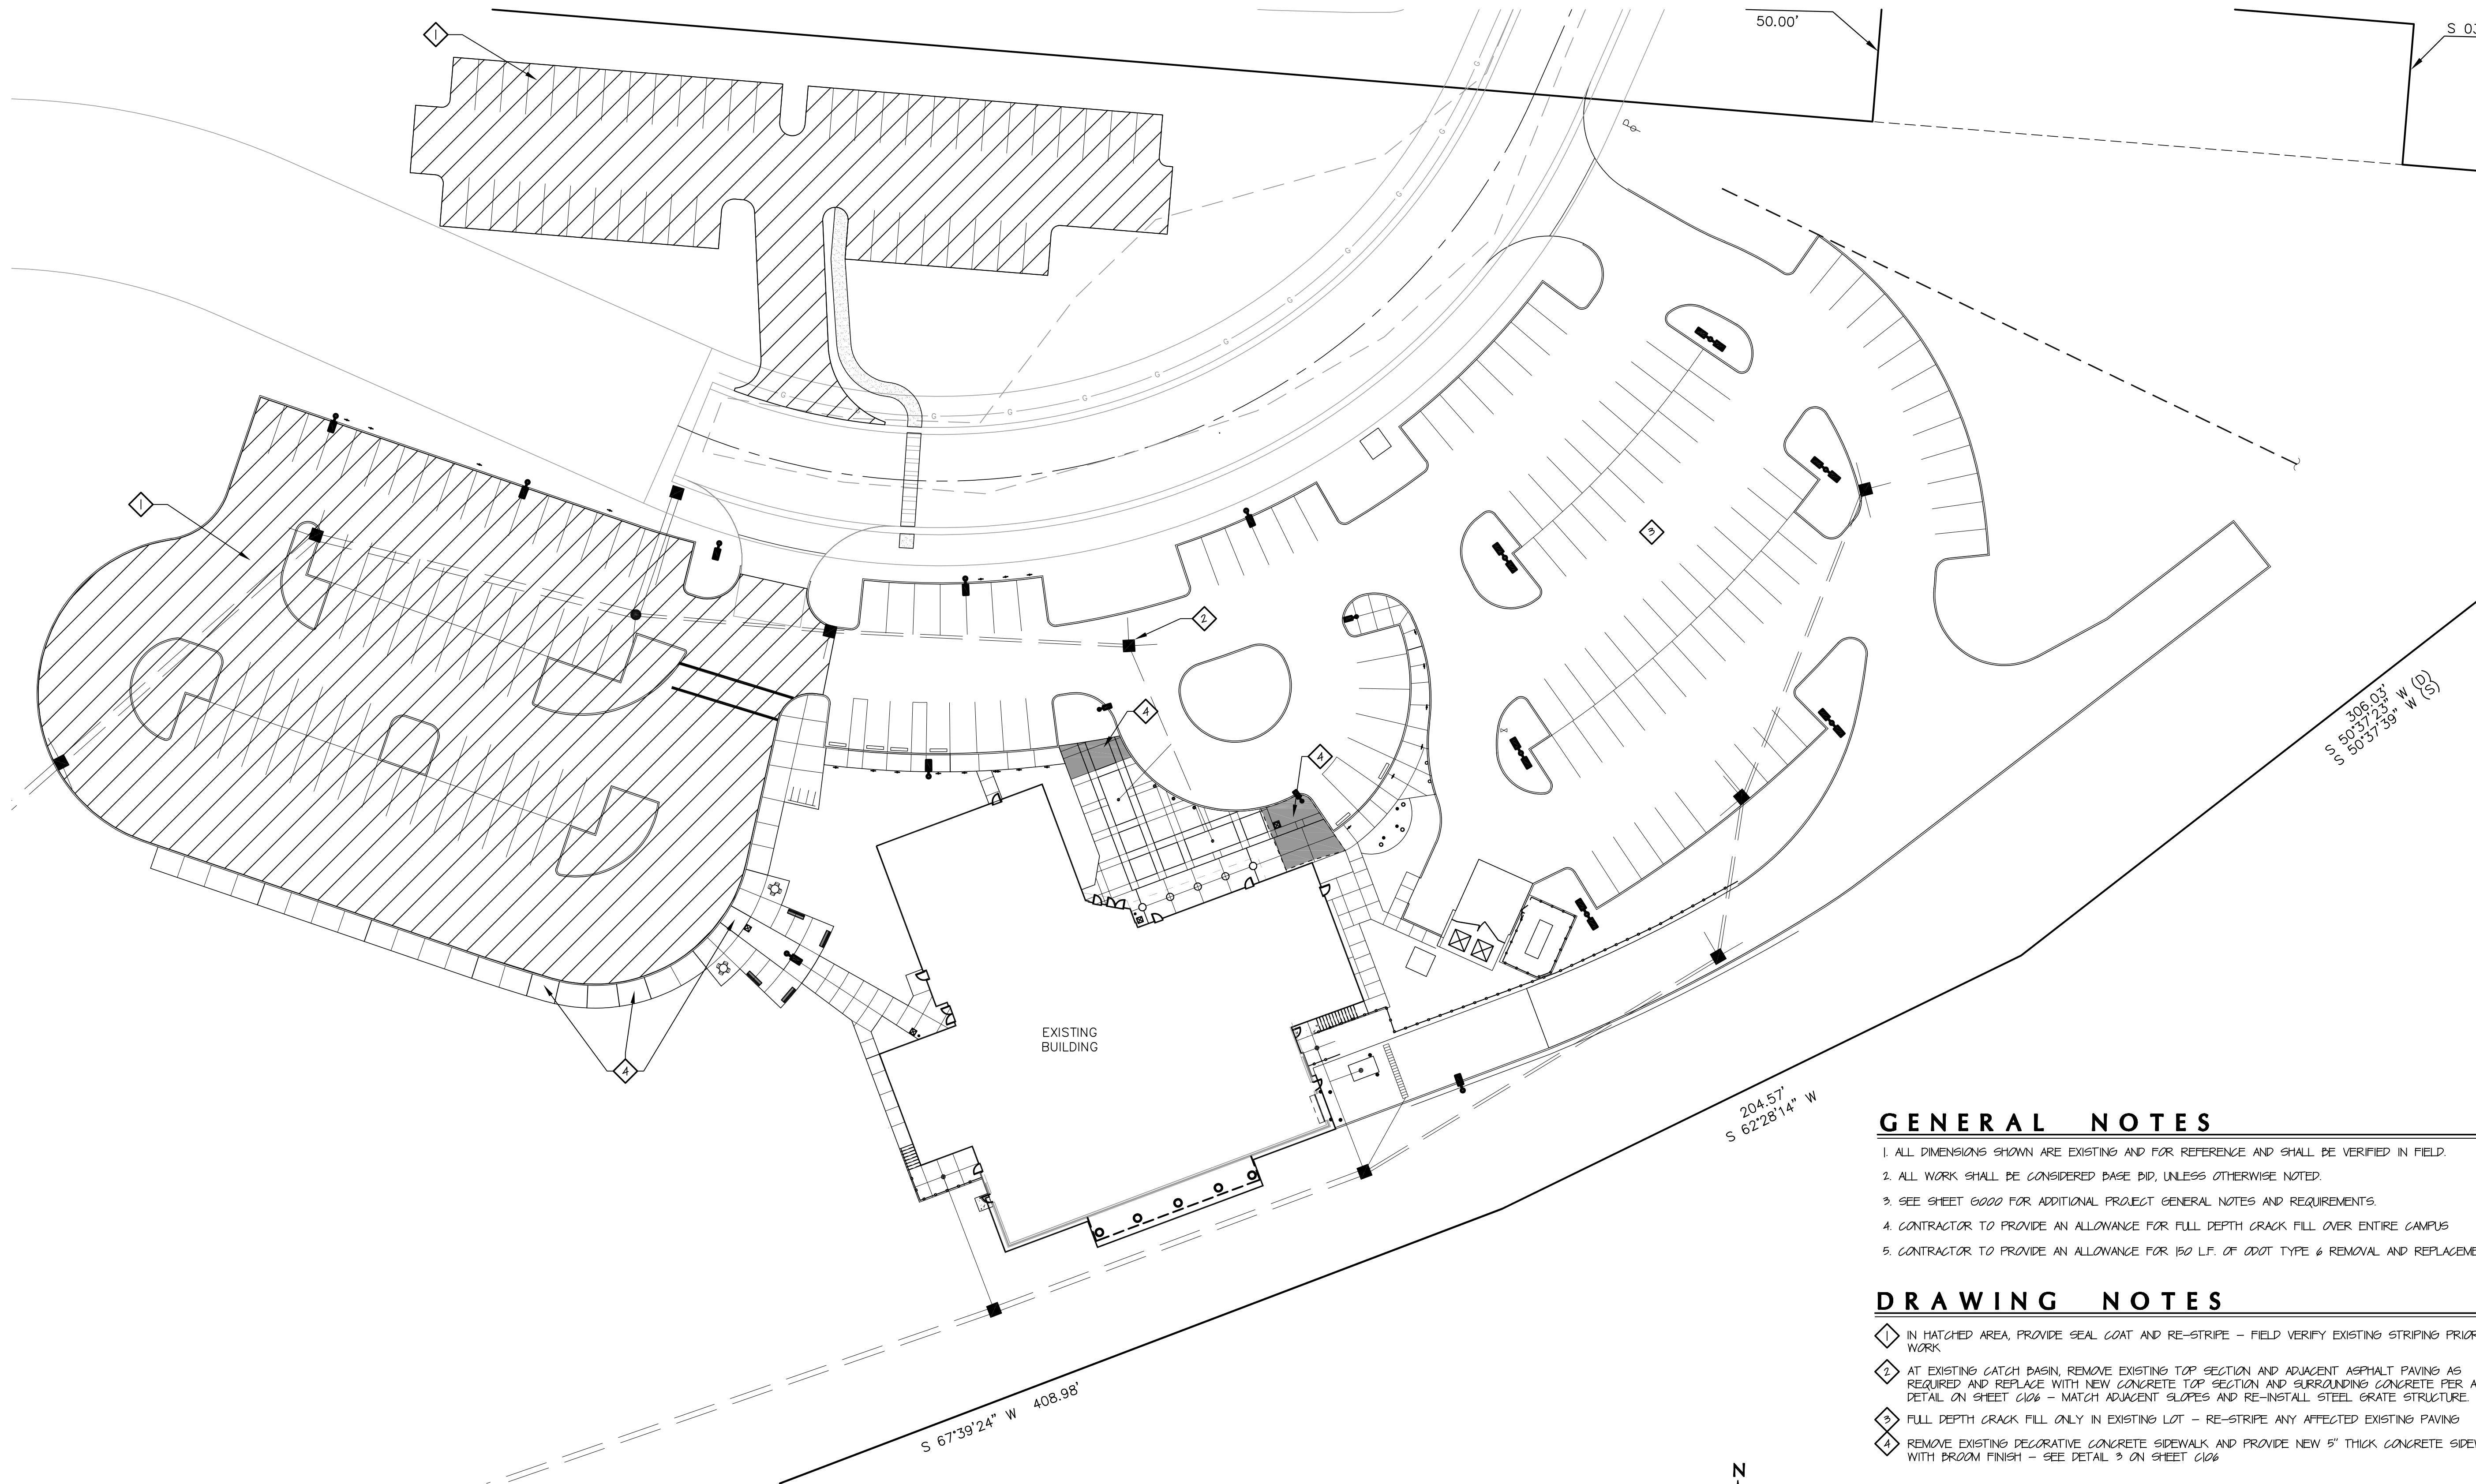 50.00'
S 03
1
1
G
G
G
G
G
G
G
G
G
G
G
G
3
2
4
4
4
306.03'
S 50°37'23" W (D)
S 50°37'39" W (S)
EXISTING
BUILDING
204.57'
S 62°28'14" W
S 67°39'24" W 408.98'
GENERAL NOTES
1. ALL DIMENSIONS SHOWN ARE EXISTING AND FOR REFERENCE AND SHALL BE VERIFIED IN FIELD.
2. ALL WORK SHALL BE CONSIDERED BASE BID, UNLESS OTHERWISE NOTED.
3. SEE SHEET G000 FOR ADDITIONAL PROJECT GENERAL NOTES AND REQUIREMENTS.
4. CONTRACTOR TO PROVIDE AN ALLOWANCE FOR FULL DEPTH CRACK FILL OVER ENTIRE CAMPUS
5. CONTRACTOR TO PROVIDE AN ALLOWANCE FOR 150 L.F. OF ODOT TYPE 6 REMOVAL AND REPLACEME
DRAWING NOTES
1 IN HATCHED AREA, PROVIDE SEAL COAT AND RE-STRIPE - FIELD VERIFY EXISTING STRIPING PRIOR
WORK
2 AT EXISTING CATCH BASIN, REMOVE EXISTING TOP SECTION AND ADJACENT ASPHALT PAVING AS
REQUIRED AND REPLACE WITH NEW CONCRETE TOP SECTION AND SURROUNDING CONCRETE PER A
DETAIL ON SHEET C106 - MATCH ADJACENT SLOPES AND RE-INSTALL STEEL GRATE STRUCTURE.
3 FULL DEPTH CRACK FILL ONLY IN EXISTING LOT - RE-STRIPE ANY AFFECTED EXISTING PAVING
4 REMOVE EXISTING DECORATIVE CONCRETE SIDEWALK AND PROVIDE NEW 5" THICK CONCRETE SIDE
WITH BROOM FINISH - SEE DETAIL 3 ON SHEET C106
N